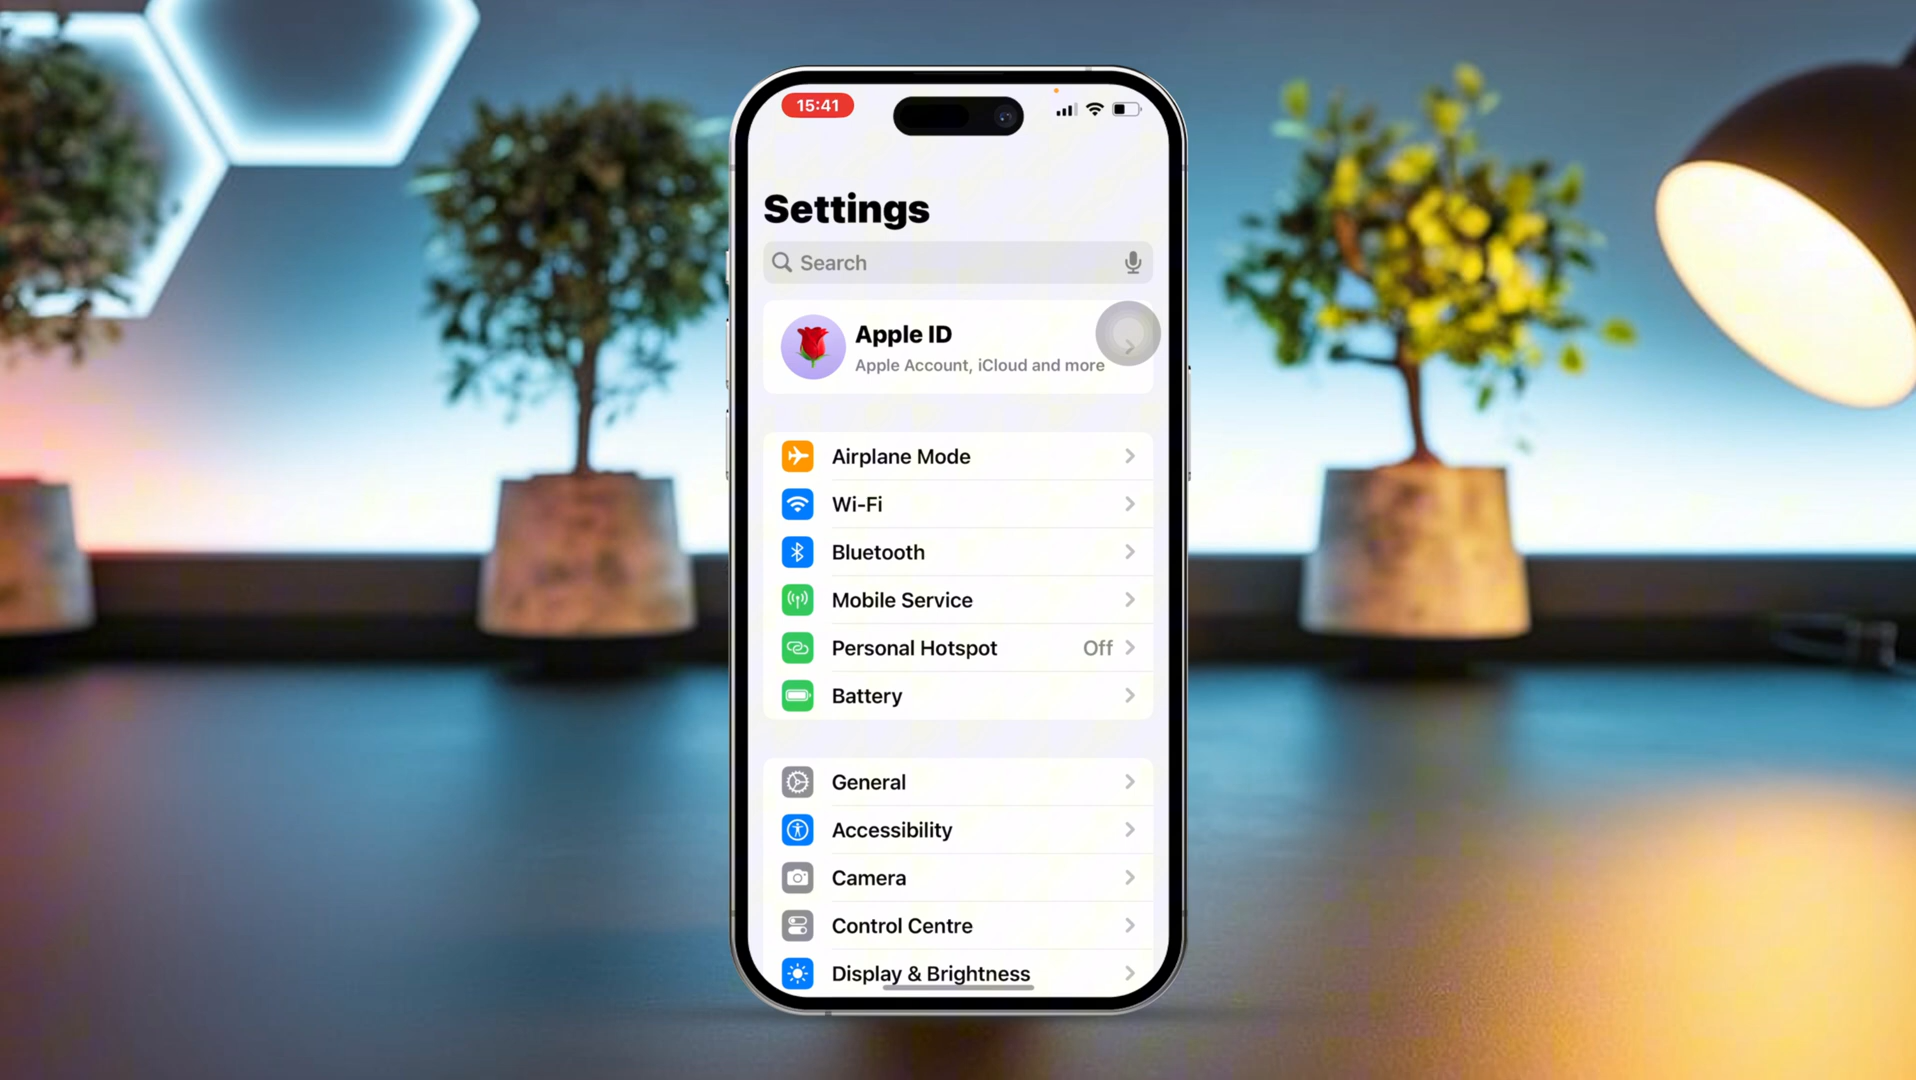 15:41
Settings
Search
Apple ID
Apple Account, iCloud and more
Airplane Mode
Wi-Fi
Bluetooth
Mobile Service
Personal Hotspot Off
Battery
General
Accessibility
Camera
Control Centre
Display & Brightness